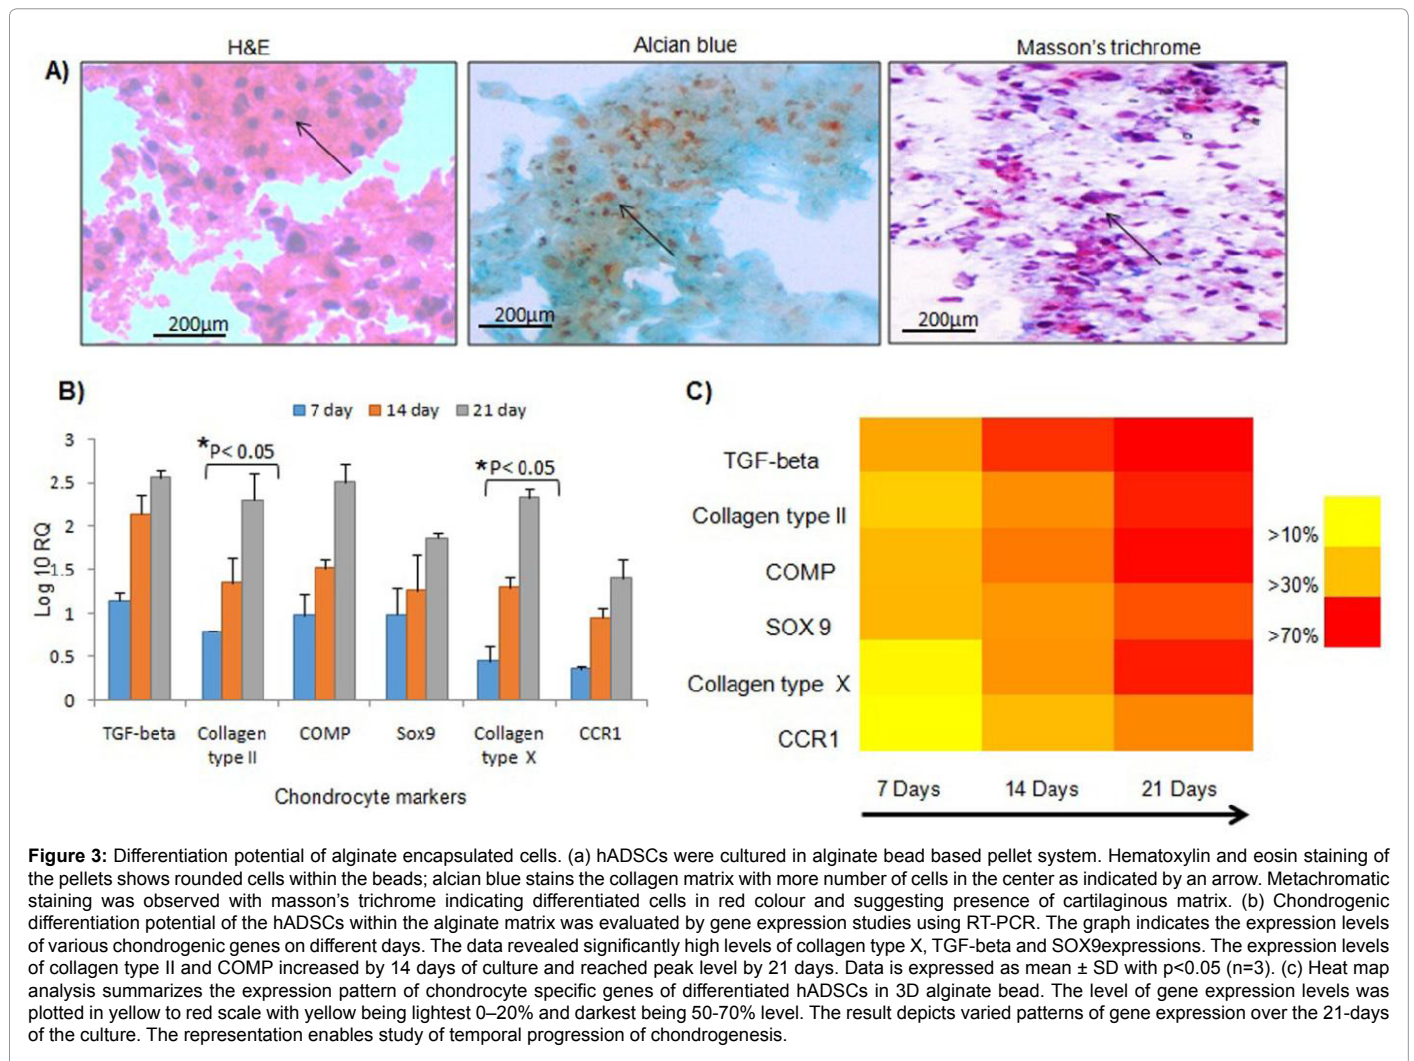 H&E
Alcian blue
Masson's trichrome
A)
200µm
200µm
200µm
B)
7 day
14 day
21 day
Log 10 RQ
3
2.5
2
1.5
1
0.5
0
*P< 0.05
*P< 0.05
TGF-beta
Collagen
type II
COMP
Sox9
Collagen
type X
CCR1
Chondrocyte markers
C)
TGF-beta
Collagen type II
COMP
SOX 9
Collagen type X
CCR1
>10%
>30%
>70%
7 Days
14 Days
21 Days
Figure 3: Differentiation potential of alginate encapsulated cells. (a) hADSCs were cultured in alginate bead based pellet system. Hematoxylin and eosin staining of
the pellets shows rounded cells within the beads; alcian blue stains the collagen matrix with more number of cells in the center as indicated by an arrow. Metachromatic
staining was observed with masson's trichrome indicating differentiated cells in red colour and suggesting presence of cartilaginous matrix. (b) Chondrogenic
differentiation potential of the hADSCs within the alginate matrix was evaluated by gene expression studies using RT-PCR. The graph indicates the expression levels
of various chondrogenic genes on different days. The data revealed significantly high levels of collagen type X, TGF-beta and SOX9expressions. The expression levels
of collagen type II and COMP increased by 14 days of culture and reached peak level by 21 days. Data is expressed as mean ± SD with p<0.05 (n=3). (c) Heat map
analysis summarizes the expression pattern of chondrocyte specific genes of differentiated hADSCs in 3D alginate bead. The level of gene expression levels was
plotted in yellow to red scale with yellow being lightest 0–20% and darkest being 50-70% level. The result depicts varied patterns of gene expression over the 21-days
of the culture. The representation enables study of temporal progression of chondrogenesis.